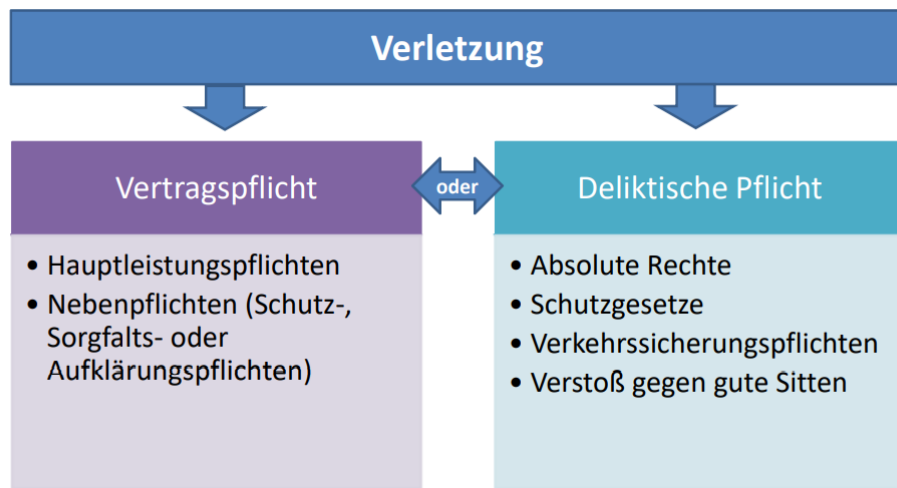 Verletzung
Vertragspflicht
oder
Deliktische Pflicht
• Hauptleistungspflichten
• Nebenpflichten (Schutz-,
Sorgfalts- oder
Aufklärungspflichten)
• Absolute Rechte
• Schutzgesetze
• Verkehrssicherungspflichten
• Verstoß gegen gute Sitten